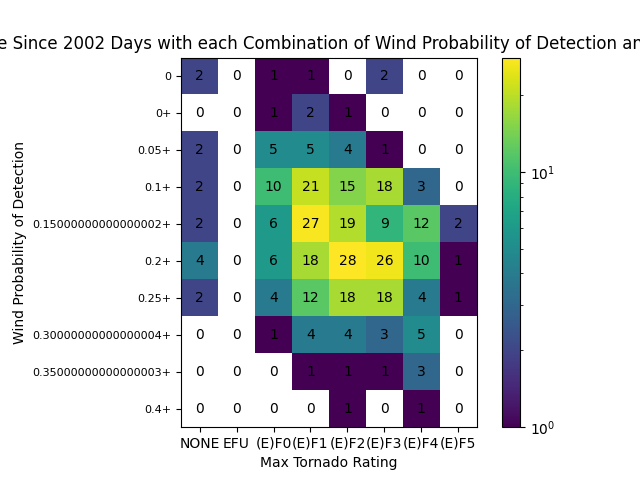 e Since 2002 Days with each Combination of Wind Probability of Detection an
Wind Probability of Detection
0 2 0 1 1 0 2 0 0
0+ 0 0 1 2 1 0 0 0
0.05+ 2 0 5 5 4 1 0 0
0.1+ 2 0 10 21 15 18 3 0
0.15000000000000002+ 2 0 6 27 19 9 12 2
0.2+ 4 0 6 18 28 26 10 1
0.25+ 2 0 4 12 18 18 4 1
0.30000000000000004+ 0 0 1 4 4 3 5 0
0.35000000000000003+ 0 0 0 1 1 1 3 0
0.4+ 0 0 0 0 1 0 1 0
NONE EFU (E)F0 (E)F1 (E)F2 (E)F3 (E)F4 (E)F5
Max Tornado Rating
10¹
10⁰